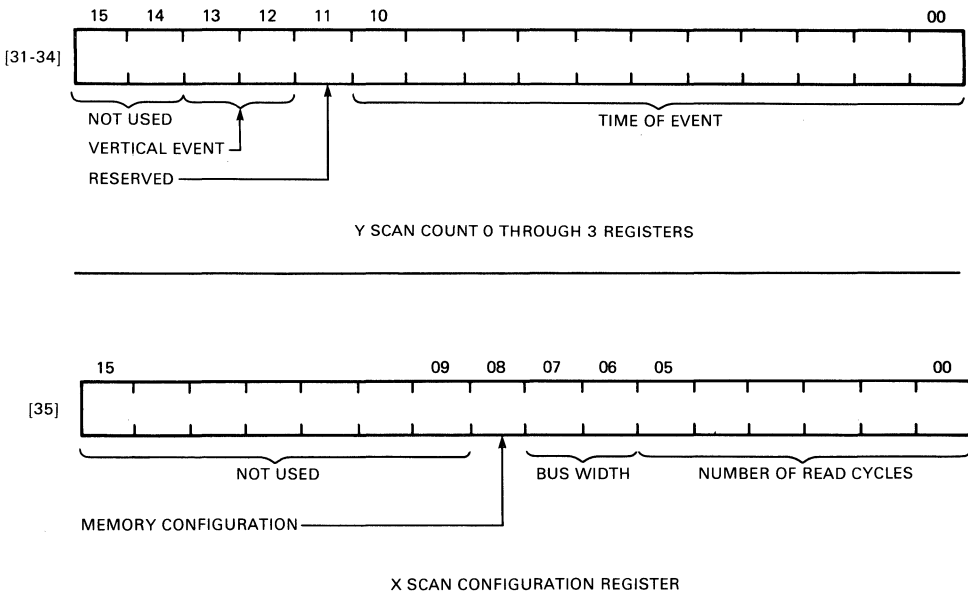 15 14 13 12 11 10 00
[31-34]
NOT USED
TIME OF EVENT
VERTICAL EVENT
RESERVED
Y SCAN COUNT 0 THROUGH 3 REGISTERS
15 09 08 07 06 05 00
[35]
NOT USED BUS WIDTH NUMBER OF READ CYCLES
MEMORY CONFIGURATION
X SCAN CONFIGURATION REGISTER